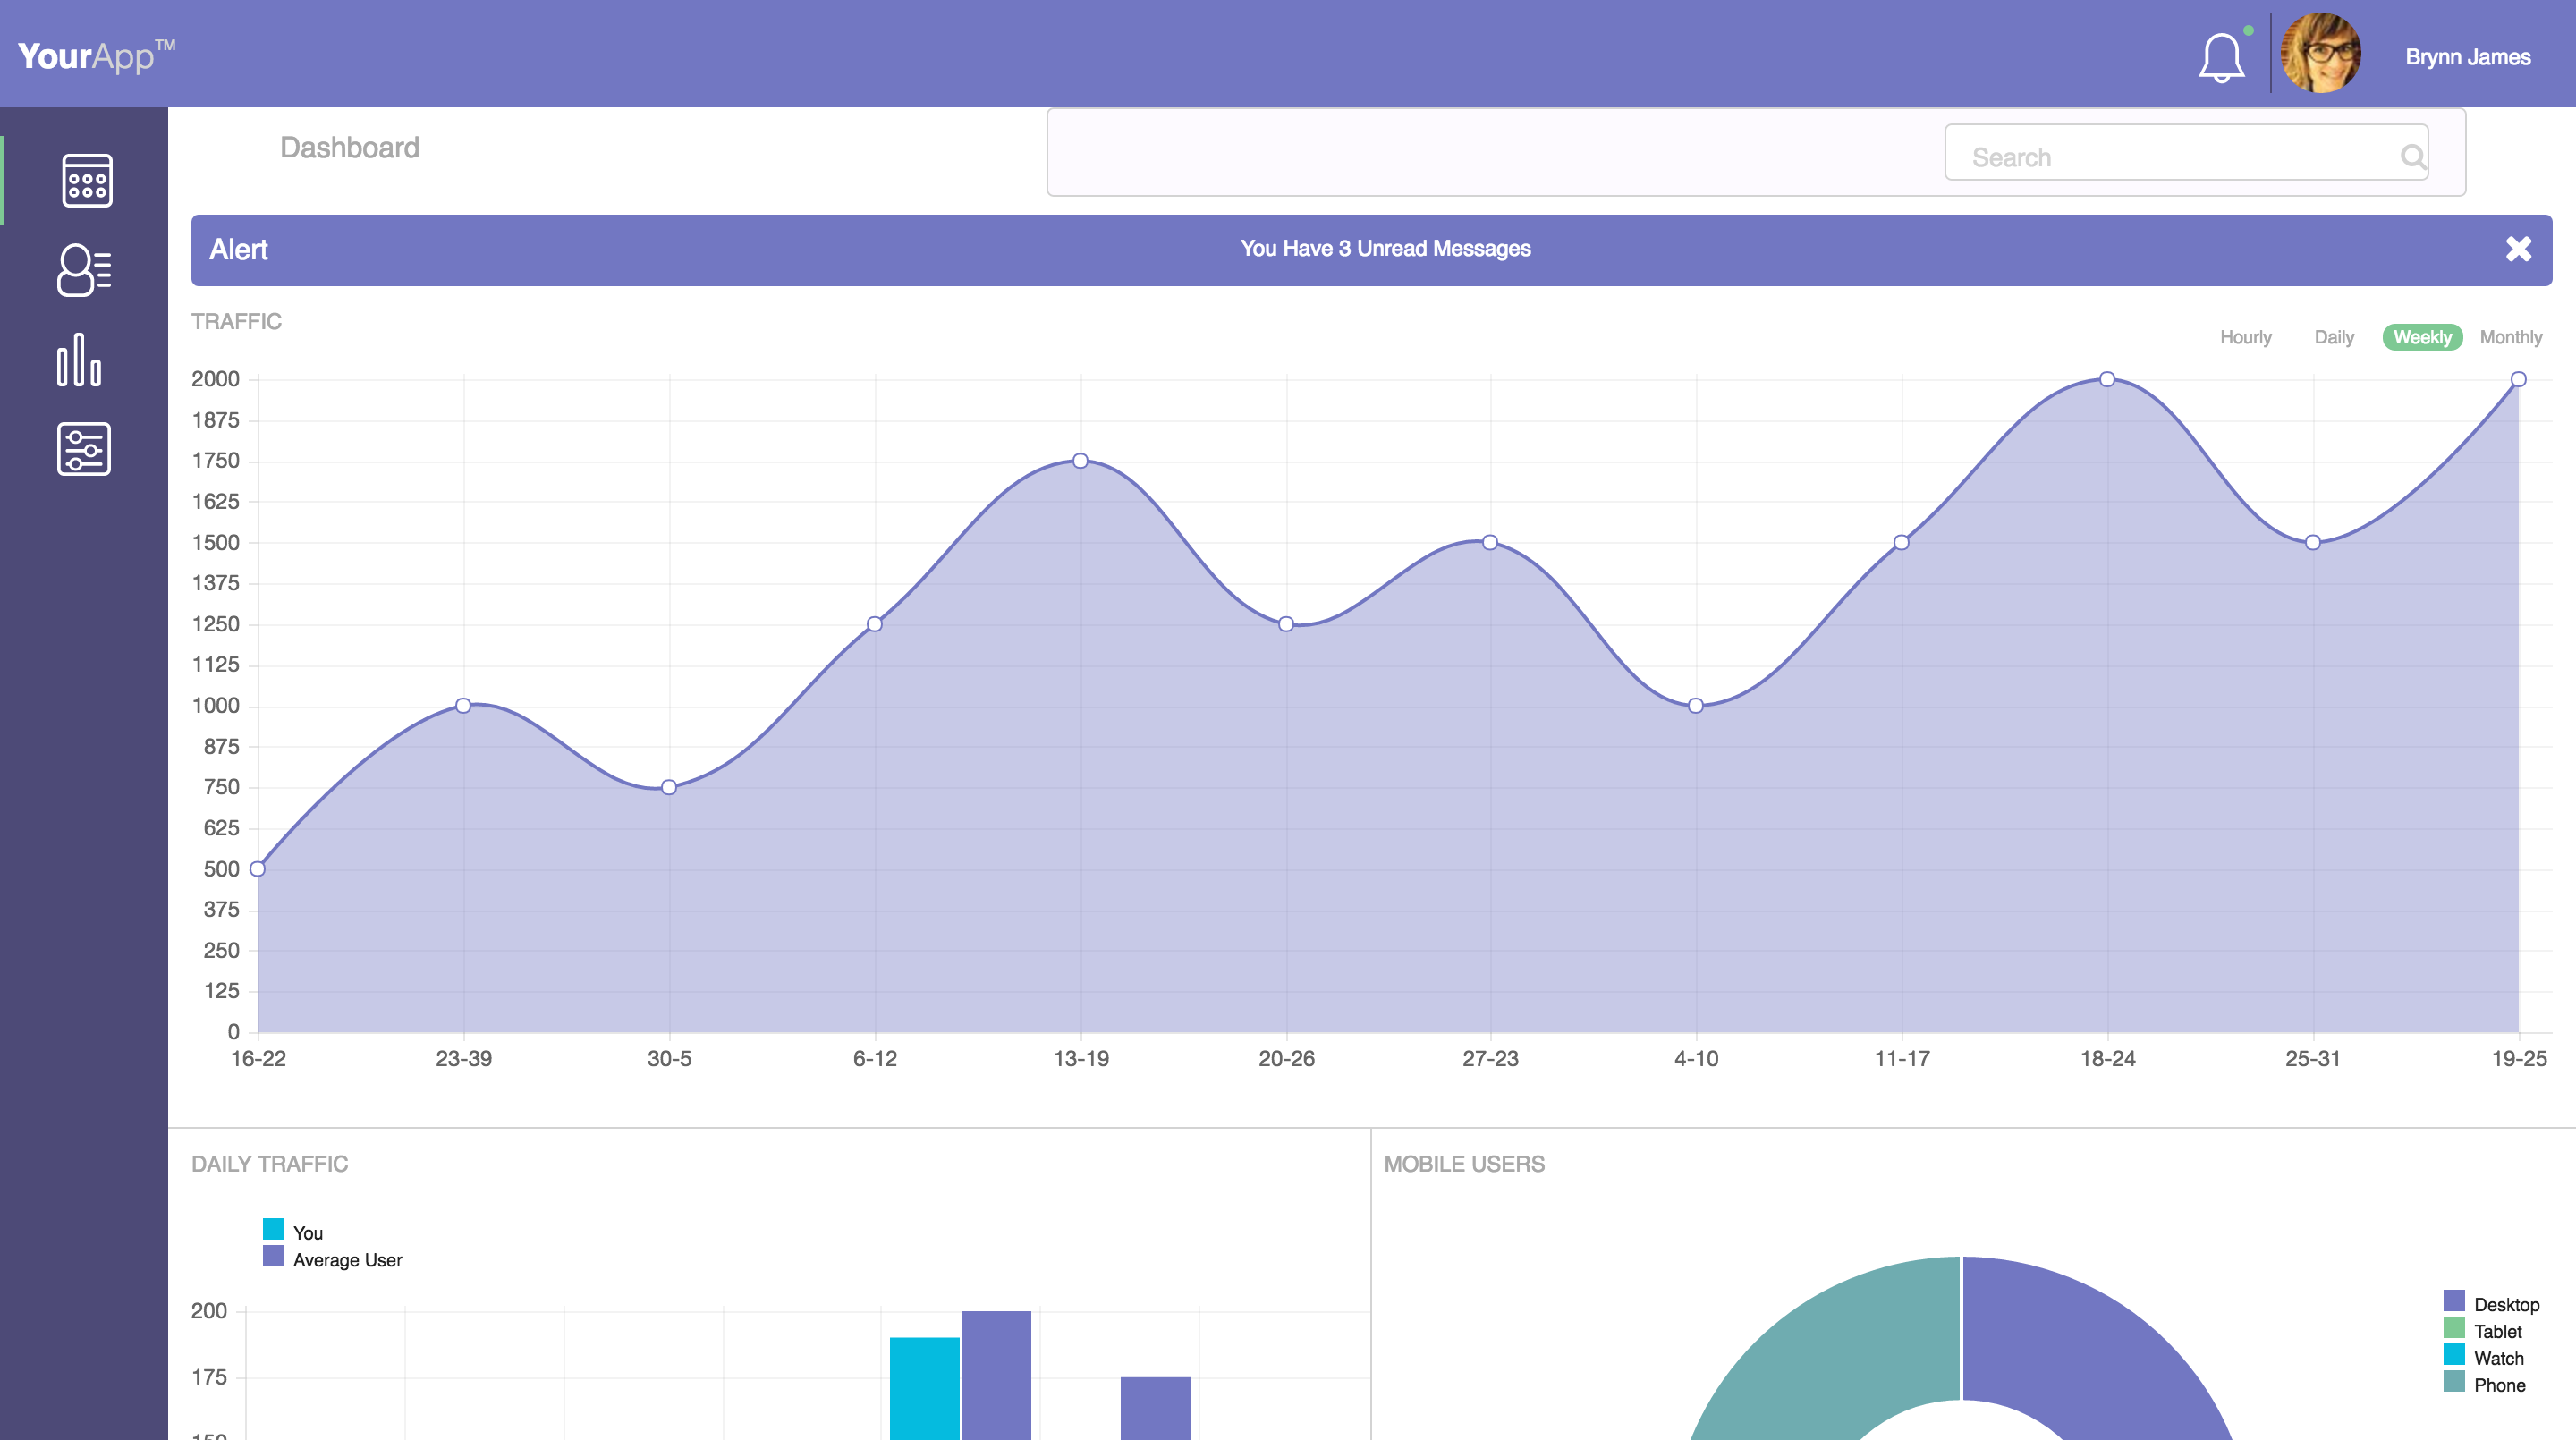 YourApp™
Brynn James
Dashboard
Search
Alert
You Have 3 Unread Messages
TRAFFIC
Hourly Daily Weekly Monthly
2000
1875
1750
1625
1500
1375
1250
1125
1000
875
750
625
500
375
250
125
0
16-22 23-39 30-5 6-12 13-19 20-26 27-23 4-10 11-17 18-24 25-31 19-25
DAILY TRAFFIC
You
Average User
200
175
MOBILE USERS
Desktop
Tablet
Watch
Phone